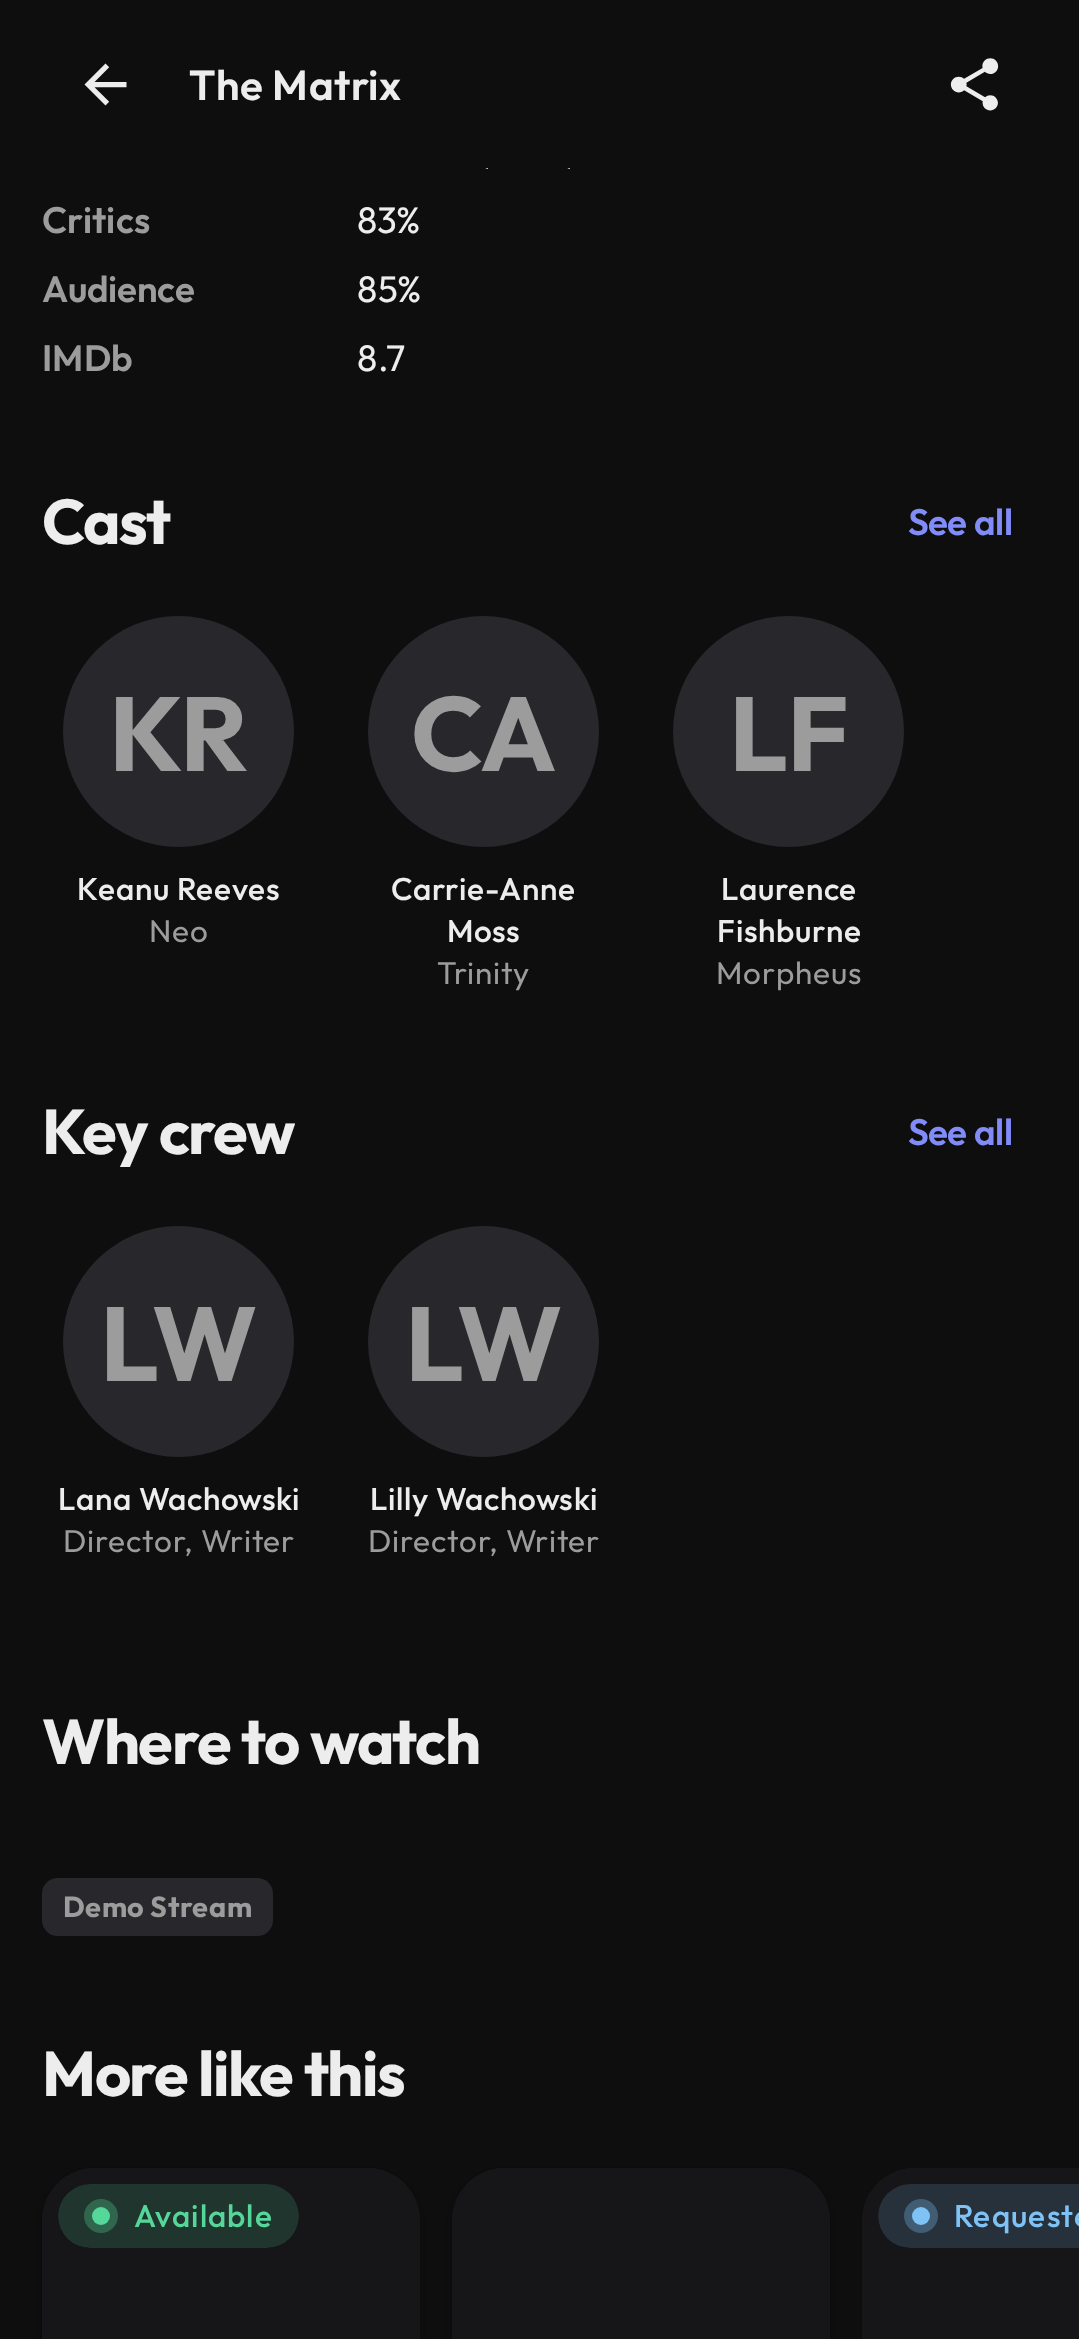 The Matrix
Critics 83%
Audience 85%
IMDb 8.7
Cast See all
KR CA LF
Keanu Reeves Carrie-Anne Moss Laurence Fishburne
Neo Trinity Morpheus
Key crew See all
LW LW
Lana Wachowski Lilly Wachowski
Director, Writer Director, Writer
Where to watch
Demo Stream
More like this
Available